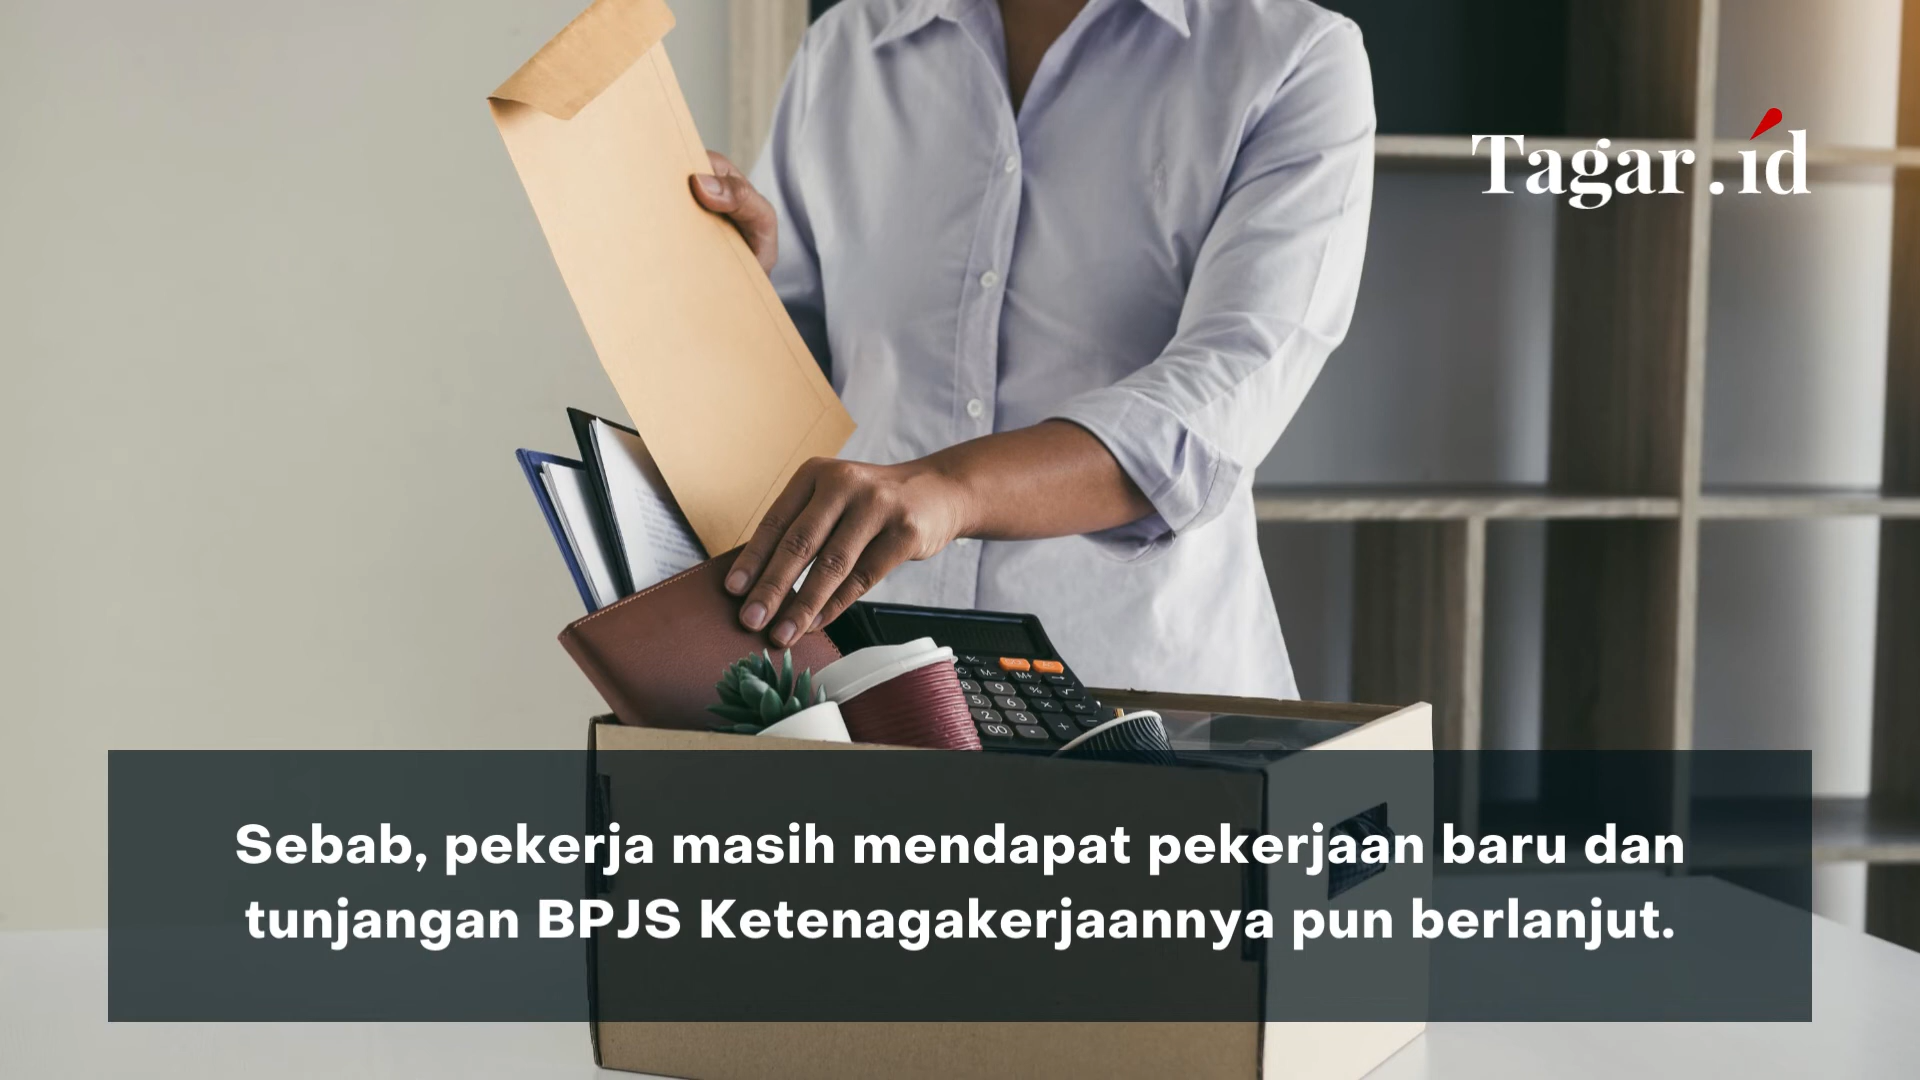 Tagar.id
Sebab, pekerja masih mendapat pekerjaan baru dan
tunjangan BPJS Ketenagakerjaannya pun berlanjut.